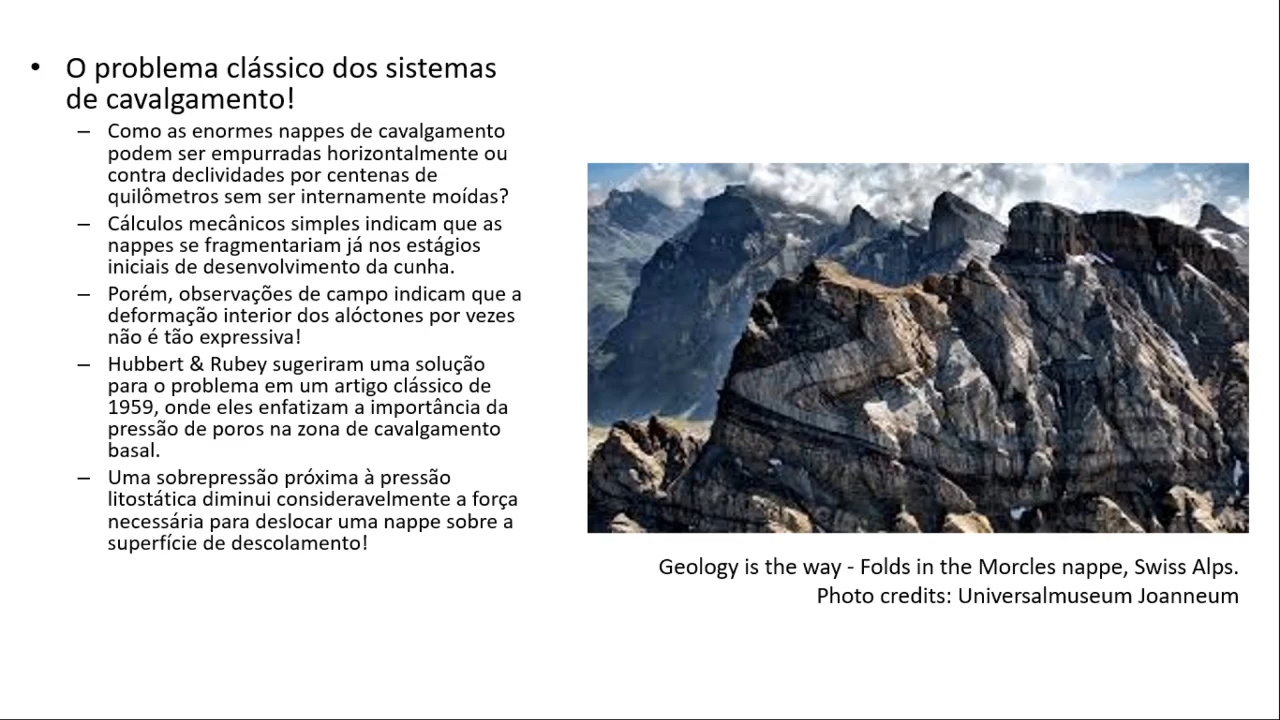 • O problema clássico dos sistemas
de cavalgamento!
– Como as enormes nappes de cavalgamento
podem ser empurradas horizontalmente ou
contra declividades por centenas de
quilômetros sem ser internamente moídas?
– Cálculos mecânicos simples indicam que as
nappes se fragmentariam já nos estágios
iniciais de desenvolvimento da cunha.
– Porém, observações de campo indicam que a
deformação interior dos alóctones por vezes
não é tão expressiva!
– Hubbert & Rubey sugeriram uma solução
para o problema em um artigo clássico de
1959, onde eles enfatizam a importância da
pressão de poros na zona de cavalgamento
basal.
– Uma sobrepressão próxima à pressão
litostática diminui consideravelmente a força
necessária para deslocar uma nappe sobre a
superfície de descolamento!
Geology is the way - Folds in the Morcles nappe, Swiss Alps.
Photo credits: Universalmuseum Joanneum